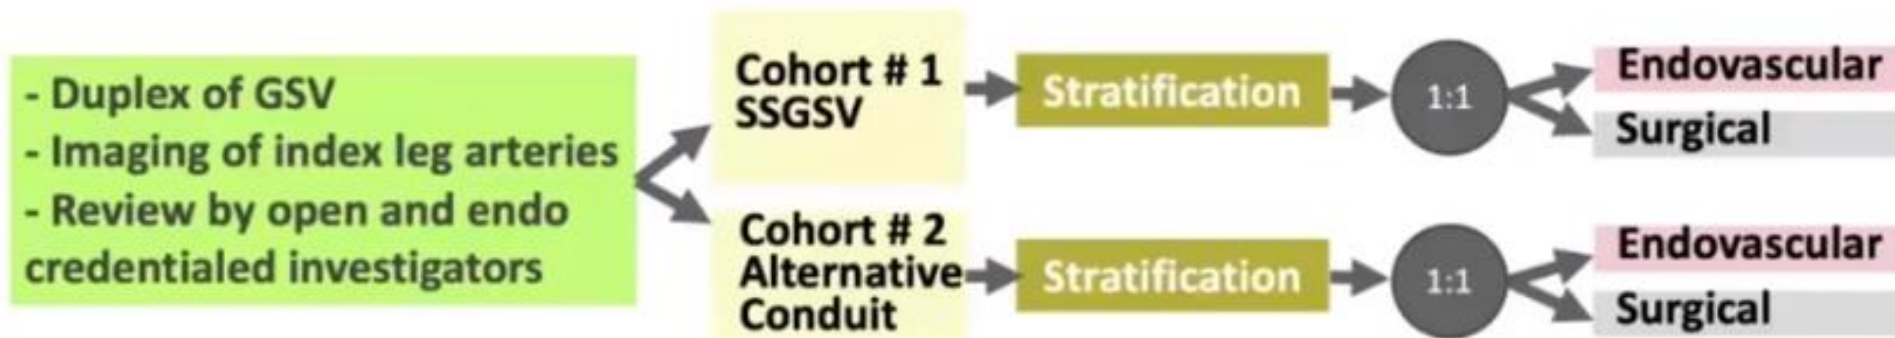 - Duplex of GSV
- Imaging of index leg arteries
- Review by open and endo
credentialed investigators
Cohort # 1
SSGSV
Stratification
1:1
Endovascular
Surgical
Cohort # 2
Alternative
Conduit
Stratification
1:1
Endovascular
Surgical